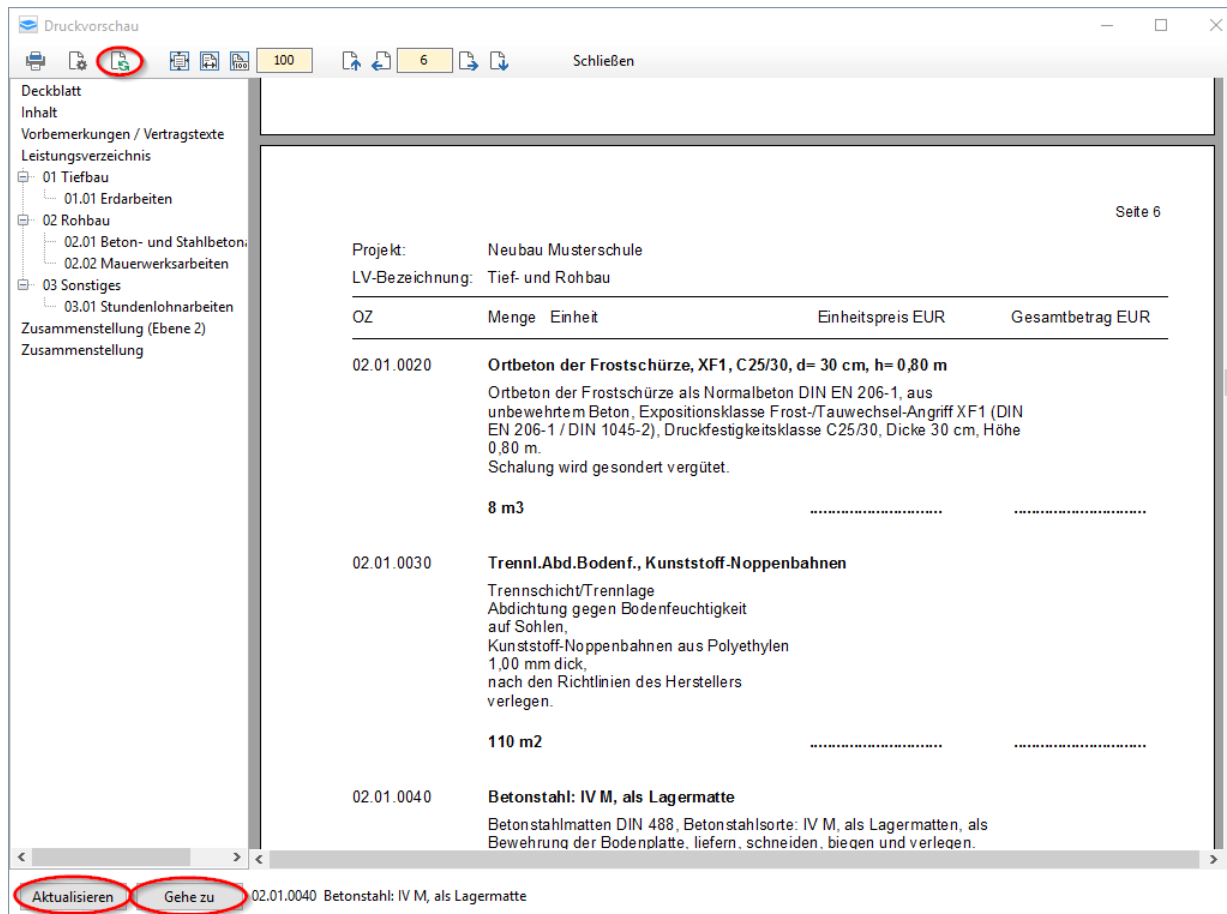 Druckvorschau
100
100
6
Schließen
Deckblatt
Inhalt
Vorbemerkungen / Vertragstexte
Leistungsverzeichnis
01 Tiefbau
01.01 Erdarbeiten
02 Rohbau
02.01 Beton- und Stahlbetona
02.02 Mauerwerksarbeiten
03 Sonstiges
03.01 Stundenlohnarbeiten
Zusammenstellung (Ebene 2)
Zusammenstellung
Seite 6
Projekt: Neubau Musterschule
LV-Bezeichnung: Tief- und Rohbau
OZ Menge Einheit Einheitspreis EUR Gesamtbetrag EUR
02.01.0020 Ortbeton der Frostschürze, XF1, C25/30, d= 30 cm, h= 0,80 m
Ortbeton der Frostschürze als Normalbeton DIN EN 206-1, aus
unbewehrtem Beton, Expositionsklasse Frost-/Tauwechsel-Angriff XF1 (DIN
EN 206-1 / DIN 1045-2), Druckfestigkeitsklasse C25/30, Dicke 30 cm, Höhe
0,80 m.
Schalung wird gesondert vergütet.
8 m3 ............................. .............................
02.01.0030 Trennl.Abd.Bodenf., Kunststoff-Noppenbahnen
Trennschicht/Trennlage
Abdichtung gegen Bodenfeuchtigkeit
auf Sohlen,
Kunststoff-Noppenbahnen aus Polyethylen
1,00 mm dick,
nach den Richtlinien des Herstellers
verlegen.
110 m2 ............................. .............................
02.01.0040 Betonstahl: IV M, als Lagermatte
Betonstahlmatten DIN 488, Betonstahlsorte: IV M, als Lagermatten, als
Bewehrung der Bodenplatte, liefern, schneiden, biegen und verlegen.
Aktualisieren Gehe zu 02.01.0040 Betonstahl: IV M, als Lagermatte